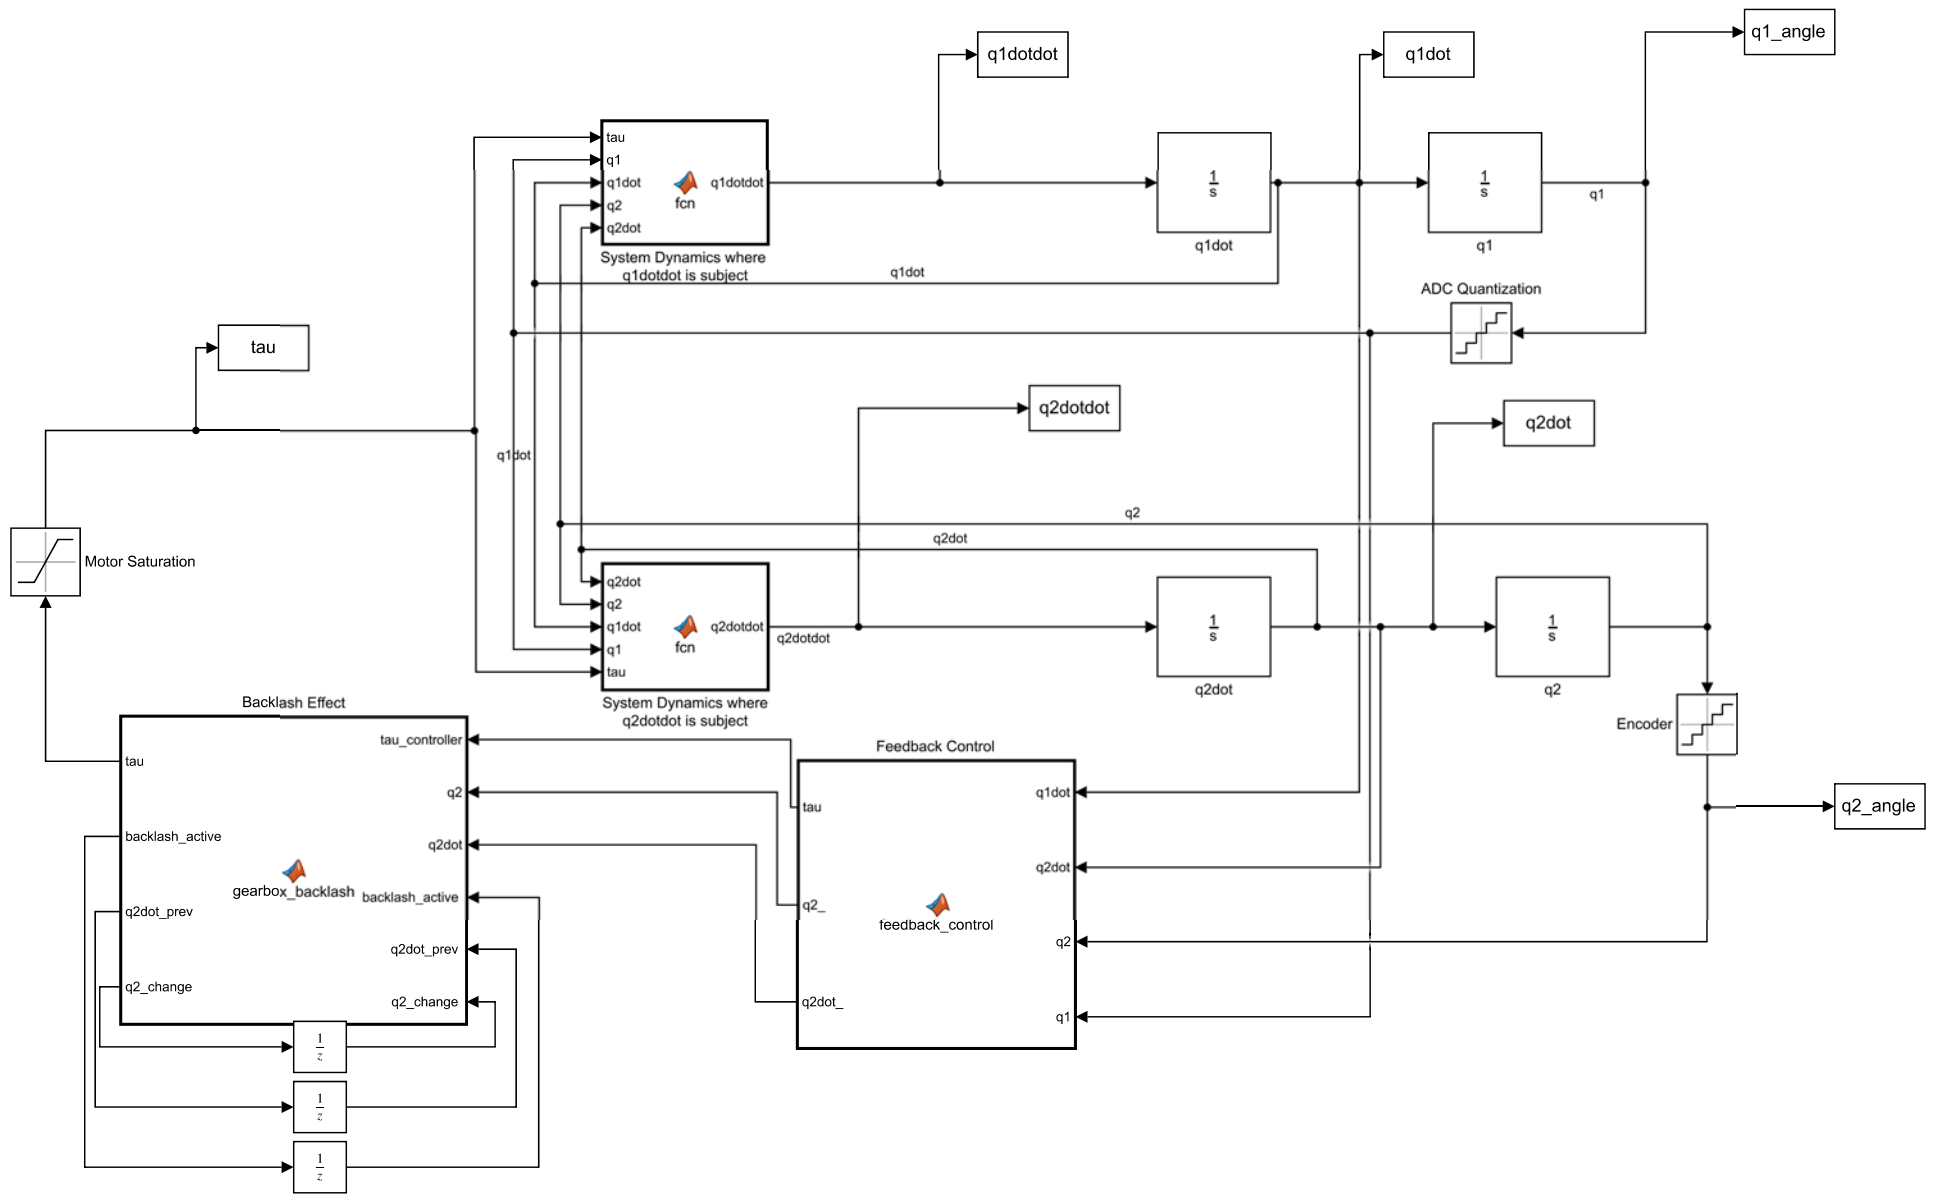 q1_angle
q1dotdot
q1dot
tau
q1
q1dot
q2
q2dot
fcn
q1dotdot
System Dynamics where
q1dotdot is subject
1
s
q1dot
1
s
q1
q1
q1dot
ADC Quantization
tau
q2dotdot
q2dot
q1dot
q2
q2dot
Motor Saturation
q2dot
q2
q1dot
q1
tau
fcn
q2dotdot
q2dotdot
System Dynamics where
q2dotdot is subject
1
s
q2dot
1
s
q2
Encoder
q2_angle
Backlash Effect
tau
backlash_active
q2dot_prev
q2_change
gearbox_backlash
tau_controller
q2
q2dot
backlash_active
q2dot_prev
q2_change
Feedback Control
tau
q2_
q2dot_
feedback_control
q1dot
q2dot
q2
q1
1
z
1
z
1
z